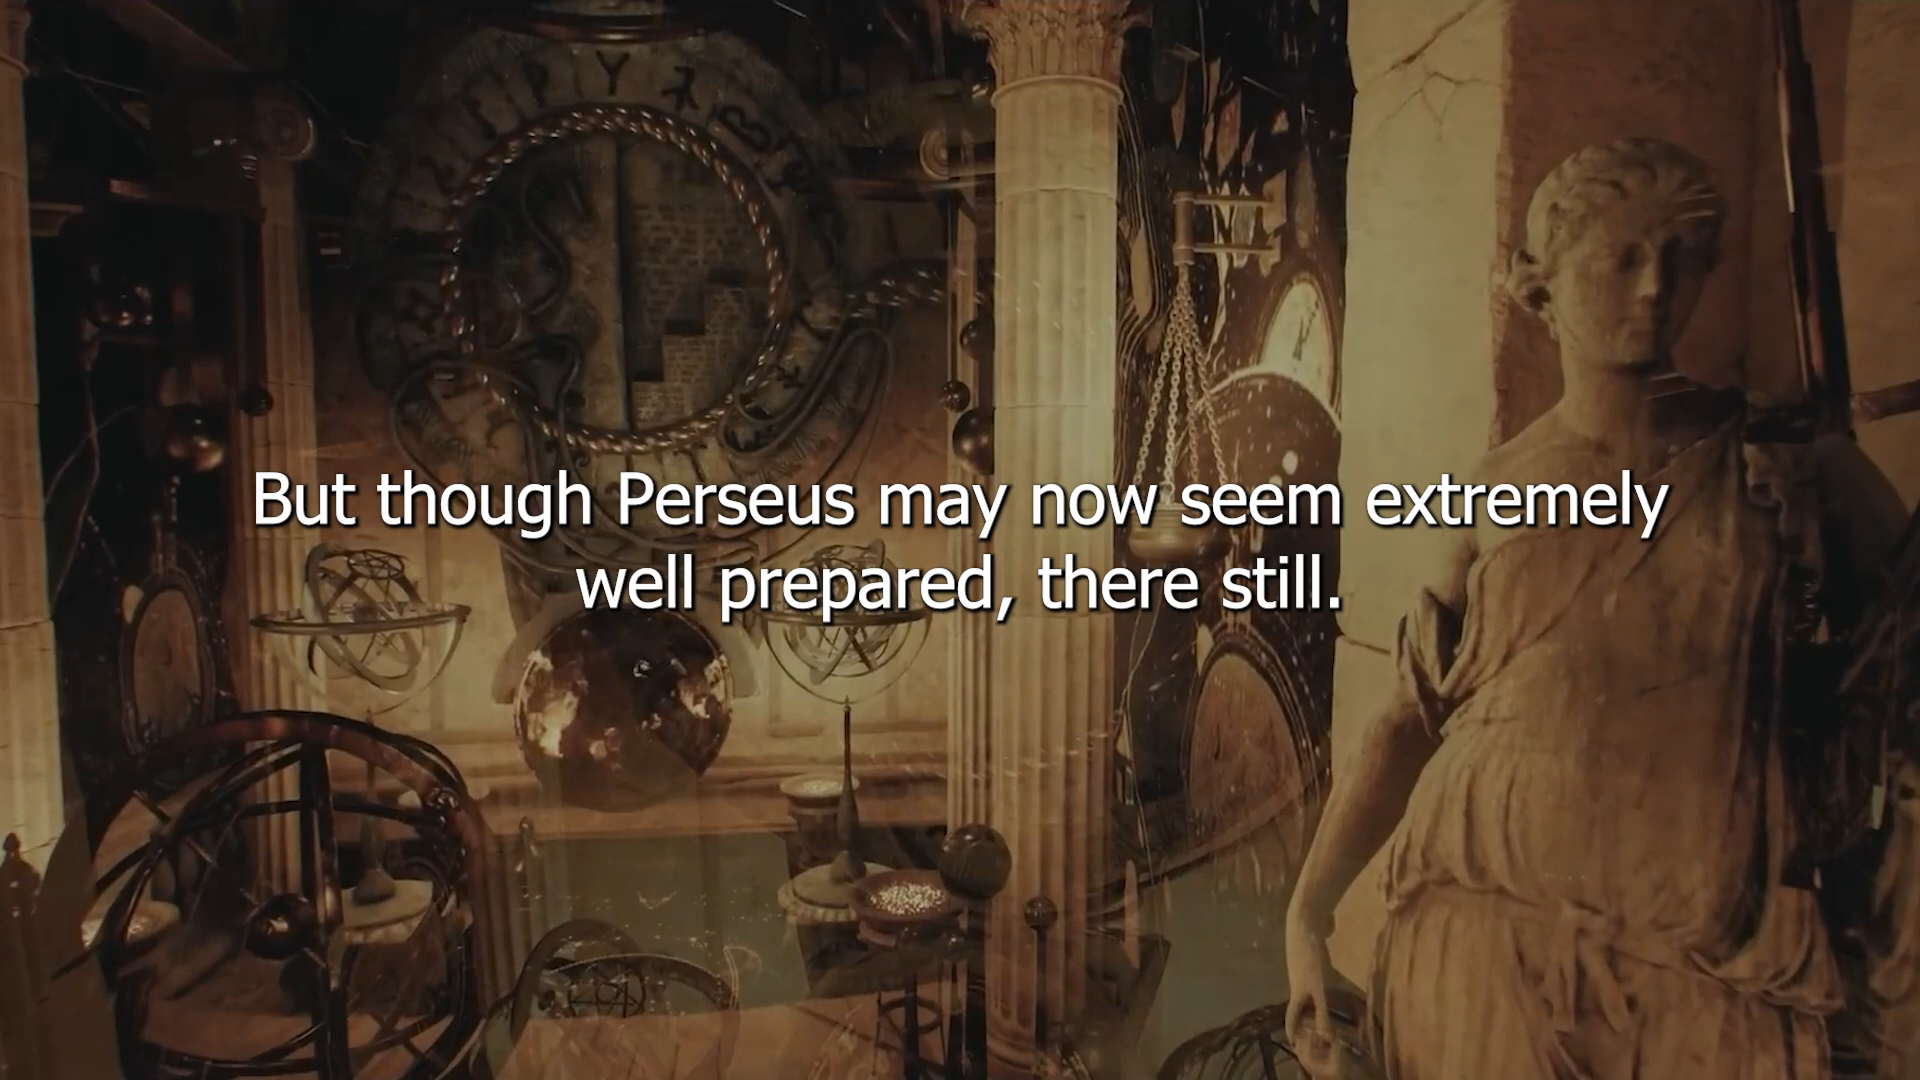 But though Perseus may now seem extremely
well prepared, there still.